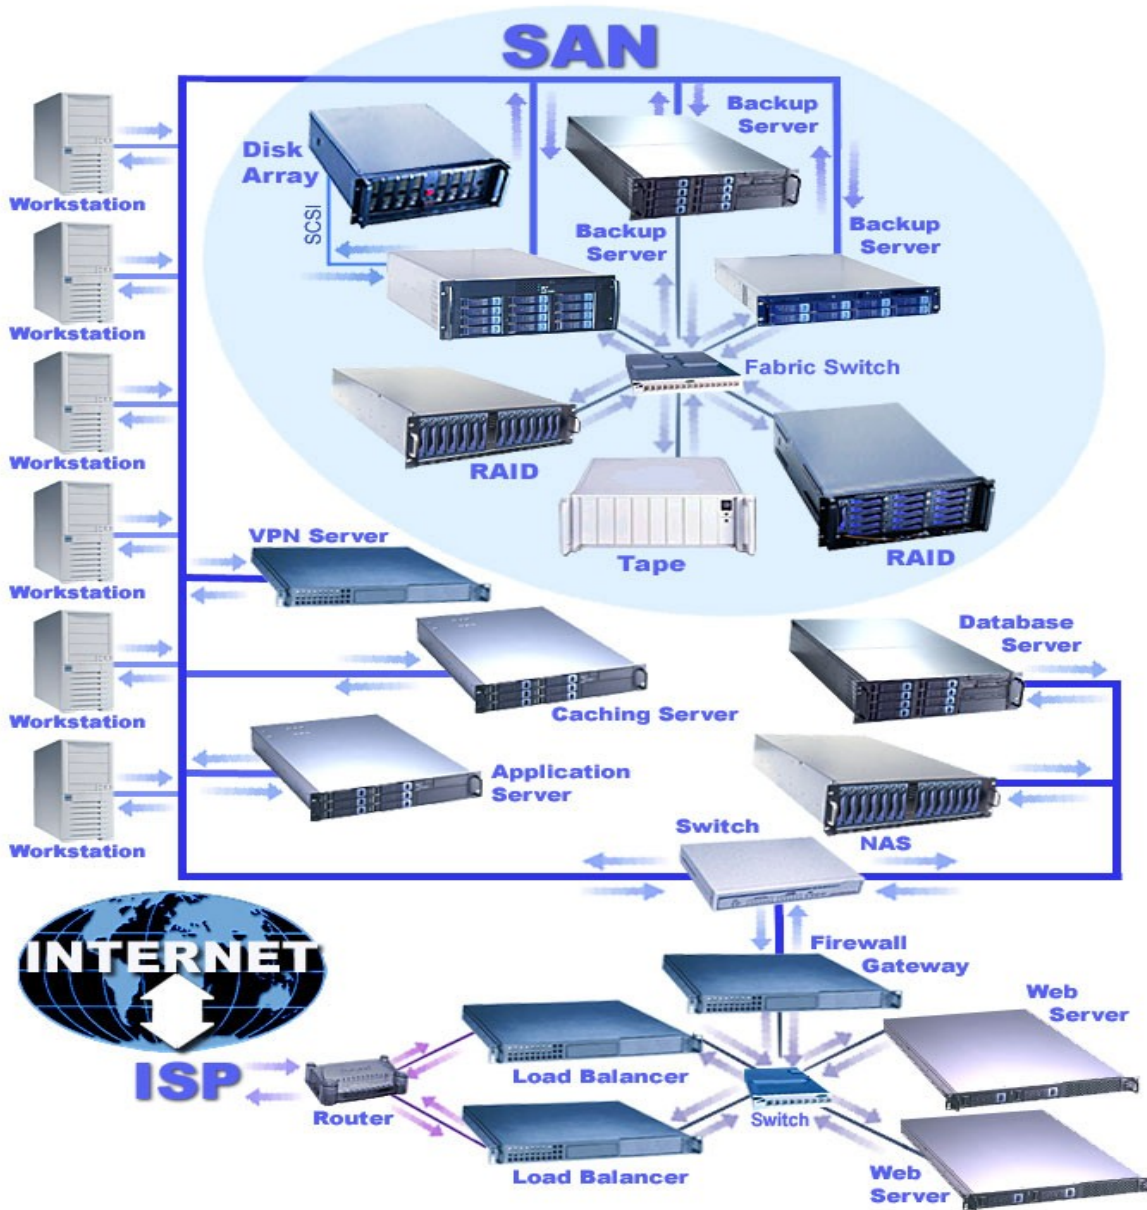 SAN
Backup
Server
Disk
Array
SCSI
Workstation
Backup
Server
Backup
Server
Workstation
Fabric Switch
Workstation
RAID
VPN Server
Tape
RAID
Workstation
Database
Server
Caching Server
Workstation
Application
Server
Switch
NAS
Workstation
INTERNET
Firewall
Gateway
Web
Server
ISP
Load Balancer
Router
Switch
Load Balancer
Web
Server